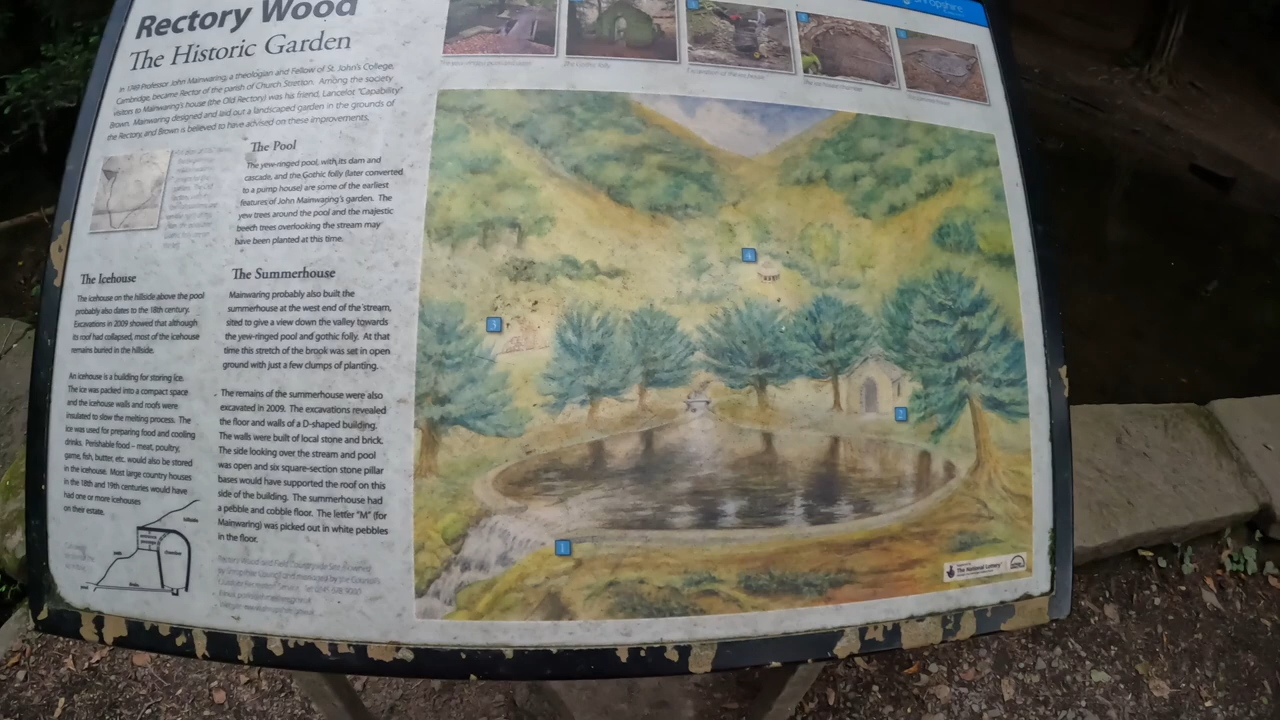 Rectory Wood
The Historic Garden
In 1749 Professor John Mainwaring, a theologian and Fellow of St. John's College,
Cambridge, became Rector of the parish of Church Stretton. Among the society
visitors to Mainwaring's house (the Old Rectory) was his friend, Lancelot "Capability"
Brown. Mainwaring designed and laid out a landscaped garden in the grounds of
the Rectory, and Brown is believed to have advised on these improvements.
The Pool
The yew-ringed pool, with its dam and
cascade, and the Gothic folly (later converted
to a pump house) are some of the earliest
features of John Mainwaring's garden. The
yew trees around the pool and the majestic
beech trees overlooking the stream may
have been planted at this time.
The Icehouse
The icehouse on the hillside above the pool
probably also dates to the 18th century.
Excavations in 2009 showed that although
its roof had collapsed, most of the icehouse
remains buried in the hillside.
An icehouse is a building for storing ice.
The ice was packed into a compact space
and the icehouse walls and roofs were
insulated to slow the melting process. The
ice was used for preparing food and cooling
drinks. Perishable food – meat, poultry,
game, fish, butter, etc. would also be stored
in the icehouse. Most large country houses
in the 18th and 19th centuries would have
had one or more icehouses
on their estate.
The Summerhouse
Mainwaring probably also built the
summerhouse at the west end of the stream,
sited to give a view down the valley towards
the yew-ringed pool and gothic folly. At that
time this stretch of the brook was set in open
ground with just a few clumps of planting.
The remains of the summerhouse were also
excavated in 2009. The excavations revealed
the floor and walls of a D-shaped building.
The walls were built of local stone and brick.
The side looking over the stream and pool
was open and six square-section stone pillar
bases would have supported the roof on this
side of the building. The summerhouse had
a pebble and cobble floor. The letter "M" (for
Mainwaring) was picked out in white pebbles
in the floor.
Shropshire
4
3
2
1
The National Lottery